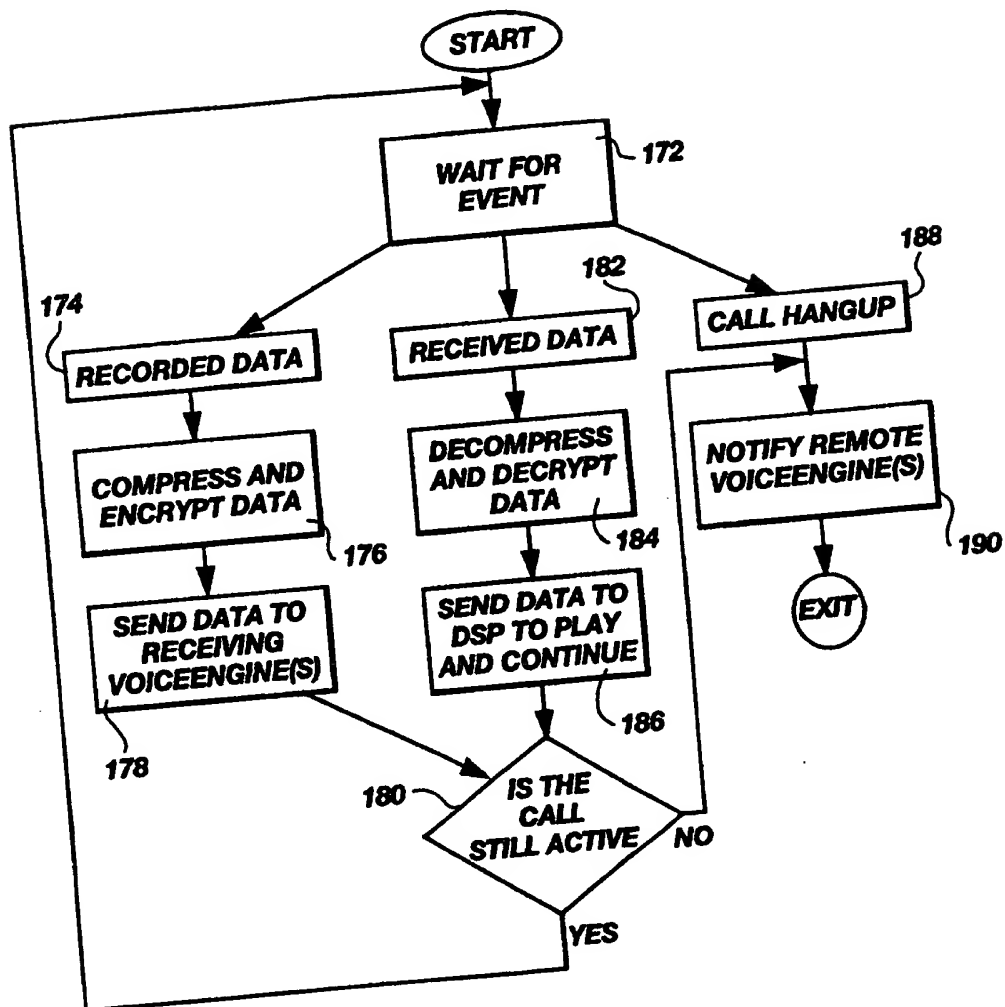 START
WAIT FOR
EVENT
172
188
182
174
CALL HANGUP
RECEIVED DATA
RECORDED DATA
DECOMPRESS
AND DECRYPT
DATA
184
NOTIFY REMOTE
VOICEENGINE(S)
190
COMPRESS AND
ENCRYPT DATA
176
SEND DATA TO
RECEIVING
VOICEENGINE(S)
178
SEND DATA TO
DSP TO PLAY
AND CONTINUE
186
EXIT
180
IS THE
CALL
STILL ACTIVE
NO
YES